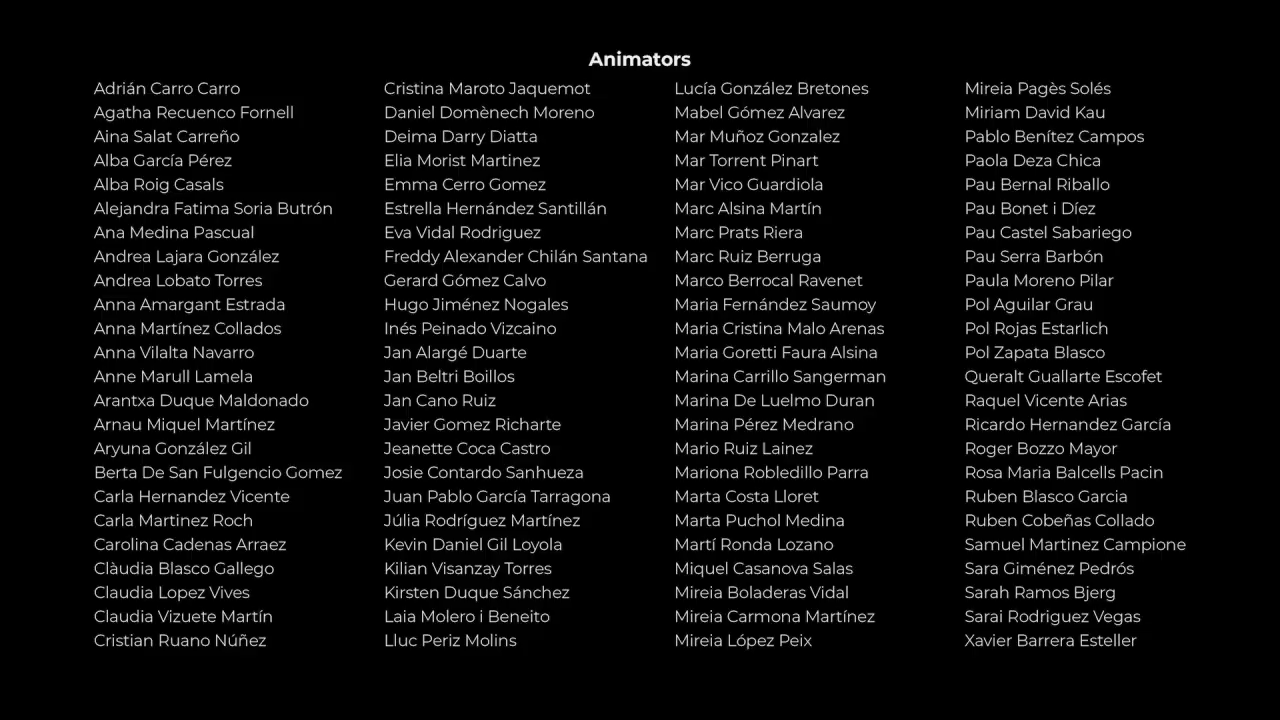 Animators
Adrián Carro Carro
Agatha Recuenco Fornell
Aina Salat Carreño
Alba García Pérez
Alba Roig Casals
Alejandra Fatima Soria Butrón
Ana Medina Pascual
Andrea Lajara González
Andrea Lobato Torres
Anna Amargant Estrada
Anna Martínez Collados
Anna Vilalta Navarro
Anne Marull Lamela
Arantxa Duque Maldonado
Arnau Miquel Martínez
Aryuna González Gil
Berta De San Fulgencio Gomez
Carla Hernandez Vicente
Carla Martinez Roch
Carolina Cadenas Arraez
Clàudia Blasco Gallego
Claudia Lopez Vives
Claudia Vizuete Martín
Cristian Ruano Núñez
Cristina Maroto Jaquemot
Daniel Domènech Moreno
Deima Darry Diatta
Elia Morist Martinez
Emma Cerro Gomez
Estrella Hernández Santillán
Eva Vidal Rodriguez
Freddy Alexander Chilán Santana
Gerard Gómez Calvo
Hugo Jiménez Nogales
Inés Peinado Vizcaino
Jan Alargé Duarte
Jan Beltri Boillos
Jan Cano Ruiz
Javier Gomez Richarte
Jeanette Coca Castro
Josie Contardo Sanhueza
Juan Pablo García Tarragona
Júlia Rodríguez Martínez
Kevin Daniel Gil Loyola
Kilian Visanzay Torres
Kirsten Duque Sánchez
Laia Molero i Beneito
Lluc Periz Molins
Lucía González Bretones
Mabel Gómez Alvarez
Mar Muñoz Gonzalez
Mar Torrent Pinart
Mar Vico Guardiola
Marc Alsina Martín
Marc Prats Riera
Marc Ruiz Berruga
Marco Berrocal Ravenet
Maria Fernández Saumoy
Maria Cristina Malo Arenas
Maria Goretti Faura Alsina
Marina Carrillo Sangerman
Marina De Luelmo Duran
Marina Pérez Medrano
Mario Ruiz Lainez
Mariona Robledillo Parra
Marta Costa Lloret
Marta Puchol Medina
Martí Ronda Lozano
Miquel Casanova Salas
Mireia Boladeras Vidal
Mireia Carmona Martínez
Mireia López Peix
Mireia Pagès Solés
Miriam David Kau
Pablo Benítez Campos
Paola Deza Chica
Pau Bernal Riballo
Pau Bonet i Díez
Pau Castel Sabariego
Pau Serra Barbón
Paula Moreno Pilar
Pol Aguilar Grau
Pol Rojas Estarlich
Pol Zapata Blasco
Queralt Guallarte Escofet
Raquel Vicente Arias
Ricardo Hernandez García
Roger Bozzo Mayor
Rosa Maria Balcells Pacin
Ruben Blasco Garcia
Ruben Cobeñas Collado
Samuel Martinez Campione
Sara Giménez Pedrós
Sarah Ramos Bjerg
Sarai Rodriguez Vegas
Xavier Barrera Esteller